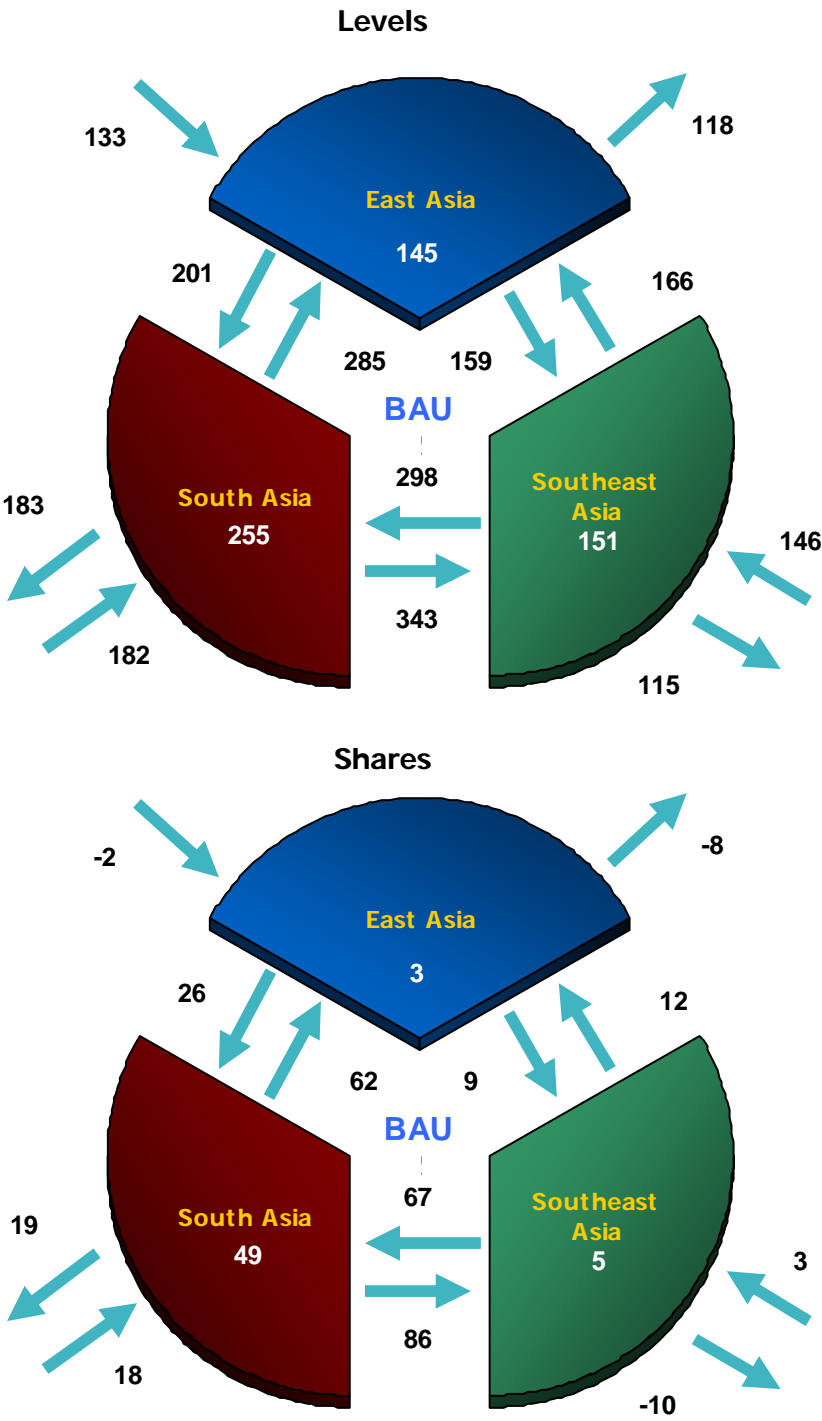 Levels
133
118
East Asia
145
201
166
285
159
BAU
298
South Asia
255
Southeast
Asia
151
183
146
343
182
115
Shares
-2
-8
East Asia
3
26
12
62
9
BAU
67
South Asia
49
Southeast
Asia
5
19
3
86
18
-10